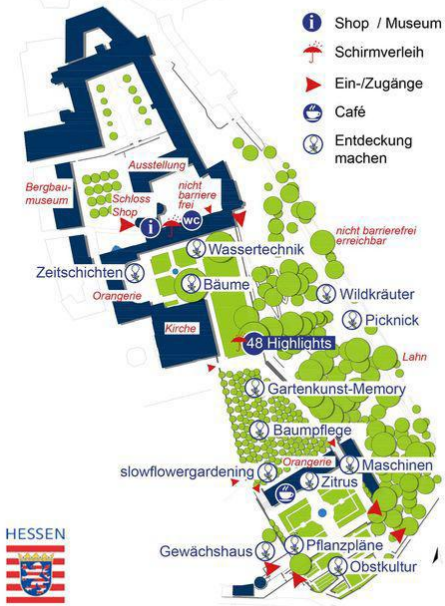 i Shop / Museum
Schirmverleih
Ein-/Zugänge
Café
Entdeckung
machen
Ausstellung
Bergbau-
museum
Schloss
Shop
nicht
barriere
frei
i
WC
nicht barrierefrei
erreichbar
Wassertechnik
Zeitschichten
Bäume
Orangerie
Wildkräuter
Picknick
Kirche
48 Highlights
Lahn
Gartenkunst-Memory
Baumpflege
Orangerie
slowflowergardening
Maschinen
Zitrus
HESSEN
Gewächshaus
Pflanzpläne
Obstkultur